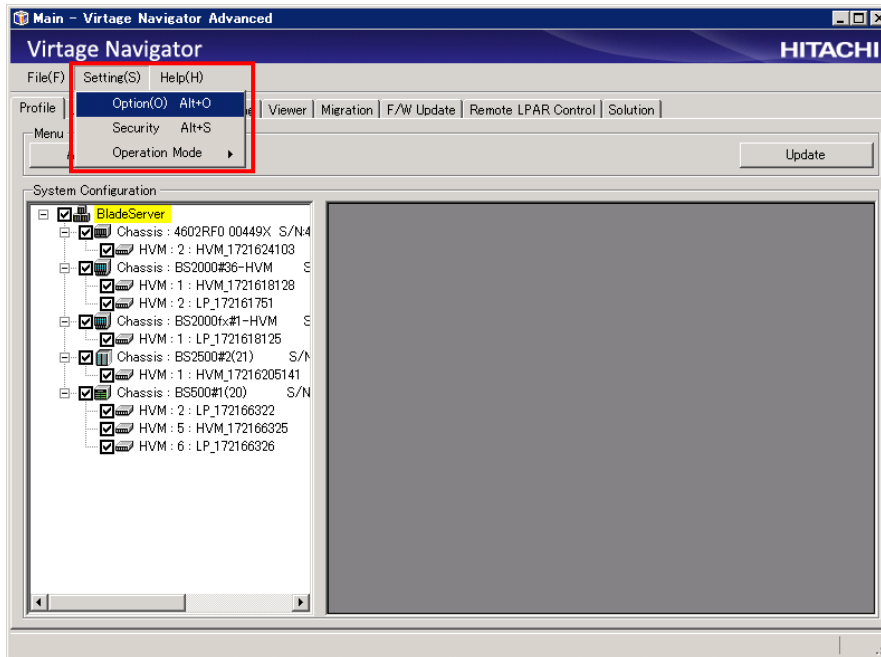 Main - Virtage Navigator Advanced
Virtage Navigator
HITACHI
File(F) Setting(S) Help(H)
Option(O) Alt+O
Security Alt+S
Operation Mode
Profile Viewer Migration F/W Update Remote LPAR Control Solution
Menu
Update
System Configuration
BladeServer
Chassis : 4602RF0 00449X S/N:4
HVM : 2 : HVM_1721624103
Chassis : BS2000#36-HVM S
HVM : 1 : HVM_1721618128
HVM : 2 : LP_172161751
Chassis : BS2000fx#1-HVM S
HVM : 1 : LP_1721618125
Chassis : BS2500#2(21) S/N
HVM : 1 : HVM_17216205141
Chassis : BS500#1(20) S/N
HVM : 2 : LP_172166322
HVM : 5 : HVM_172166325
HVM : 6 : LP_172166326